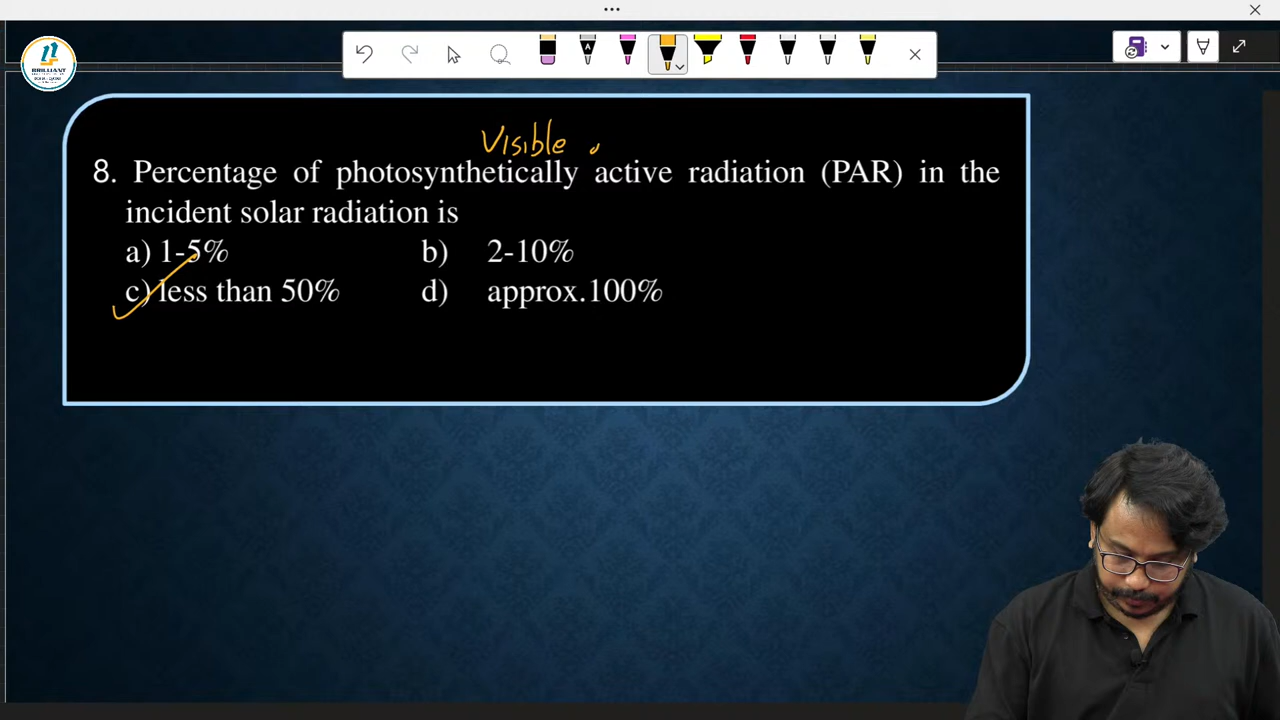 BRILLIANT
Visible
8. Percentage of photosynthetically active radiation (PAR) in the
incident solar radiation is
a) 1-5% b) 2-10%
c) less than 50% d) approx.100%